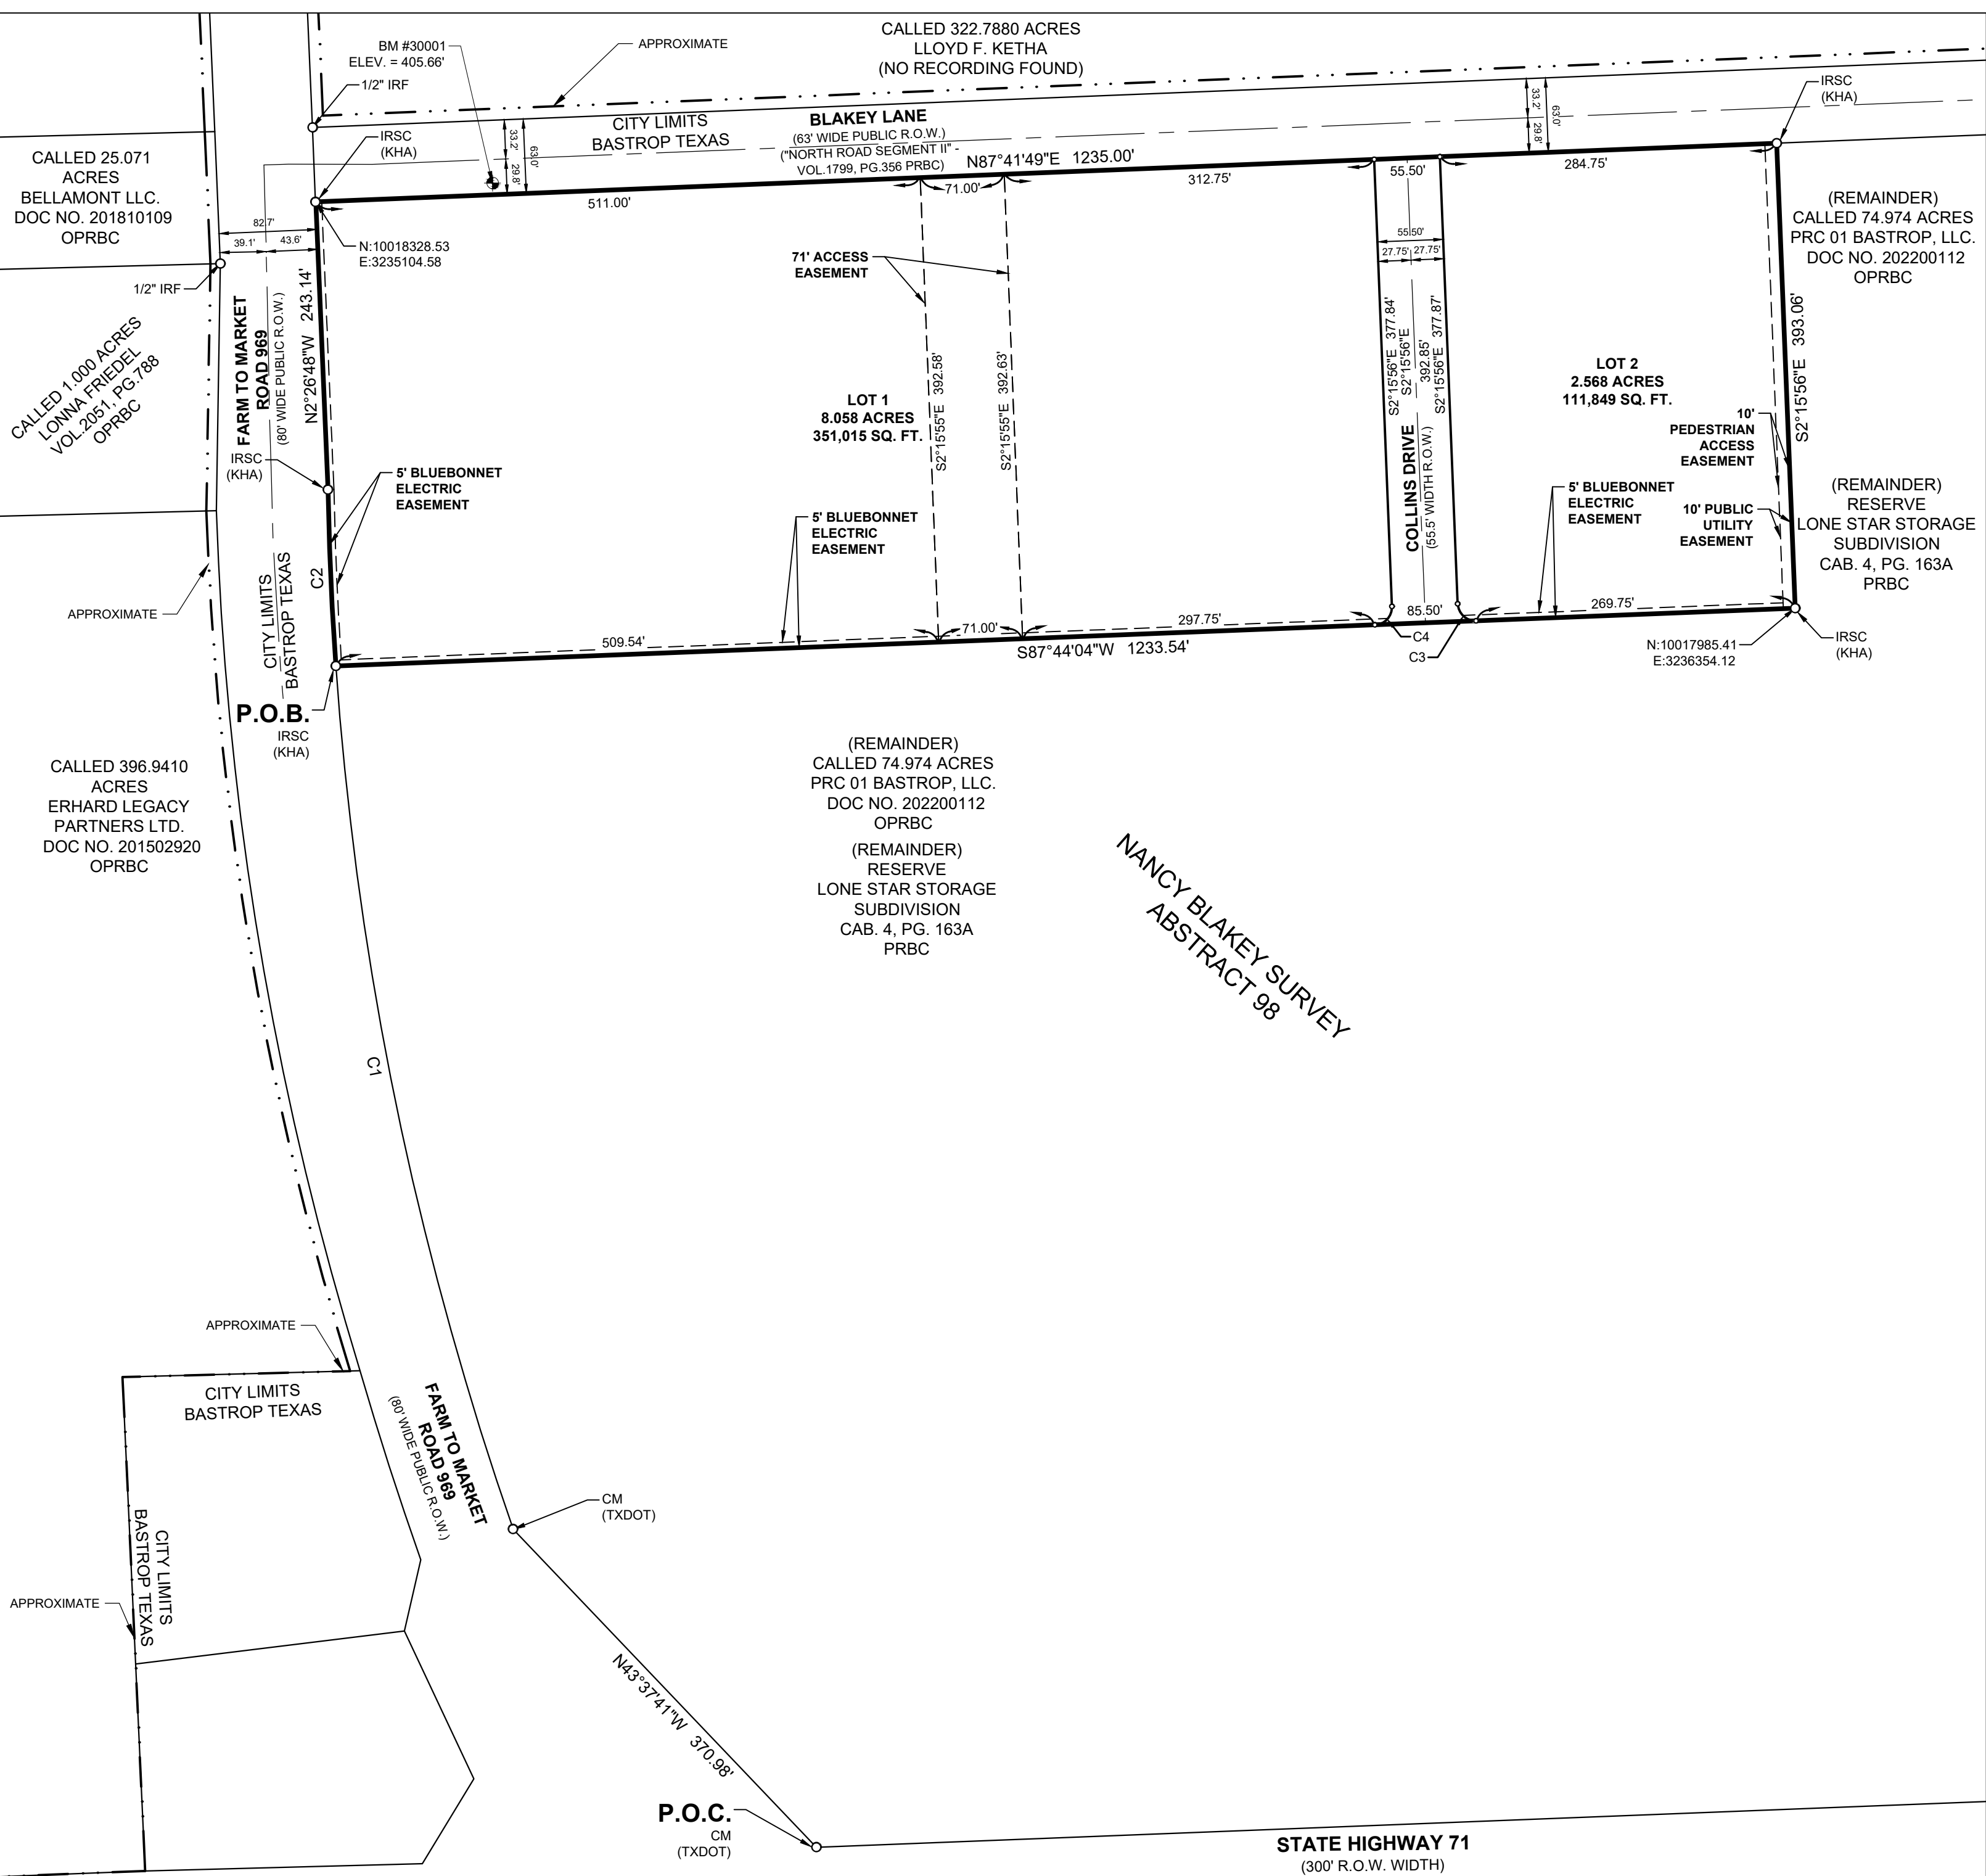 CALLED 322.7880 ACRES
LLOYD F. KETHA
(NO RECORDING FOUND)
APPROXIMATE
BM #30001
ELEV. = 405.66'
1/2" IRF
IRSC
(KHA)
IRSC
(KHA)
CITY LIMITS
BASTROP TEXAS
BLAKEY LANE
(63' WIDE PUBLIC R.O.W.)
("NORTH ROAD SEGMENT II" -
VOL.1799, PG.356 PRBC)
33.2'
29.8'
63.0'
33.2'
29.8'
63.0'
N87°41'49"E 1235.00'
511.00'
71.00'
312.75'
55.50'
284.75'
CALLED 25.071
ACRES
BELLAMONT LLC.
DOC NO. 201810109
OPRBC
82.7'
39.1'
43.6'
N:10018328.53
E:3235104.58
1/2" IRF
CALLED 1.000 ACRES
LONNA FRIEDEL
VOL.2051, PG.788
OPRBC
FARM TO MARKET
ROAD 969
(80' WIDE PUBLIC R.O.W.)
N2°26'48"W 243.14'
IRSC
(KHA)
5' BLUEBONNET
ELECTRIC
EASEMENT
C2
CITY LIMITS
BASTROP TEXAS
APPROXIMATE
71' ACCESS
EASEMENT
LOT 1
8.058 ACRES
351,015 SQ. FT.
S2°15'55"E 392.58'
S2°15'55"E 392.63'
5' BLUEBONNET
ELECTRIC
EASEMENT
55.50'
27.75'
27.75'
S2°15'56"E 377.84'
S2°15'56"E
392.85'
S2°15'56"E 377.87'
COLLINS DRIVE
(55.5' WIDTH R.O.W.)
LOT 2
2.568 ACRES
111,849 SQ. FT.
10'
PEDESTRIAN
ACCESS
EASEMENT
5' BLUEBONNET
ELECTRIC
EASEMENT
10' PUBLIC
UTILITY
EASEMENT
S2°15'56"E 393.06'
(REMAINDER)
CALLED 74.974 ACRES
PRC 01 BASTROP, LLC.
DOC NO. 202200112
OPRBC
(REMAINDER)
RESERVE
LONE STAR STORAGE
SUBDIVISION
CAB. 4, PG. 163A
PRBC
509.54'
71.00'
297.75'
85.50'
269.75'
S87°44'04"W 1233.54'
C4
C3
N:10017985.41
E:3236354.12
IRSC
(KHA)
P.O.B.
IRSC
(KHA)
CALLED 396.9410
ACRES
ERHARD LEGACY
PARTNERS LTD.
DOC NO. 201502920
OPRBC
(REMAINDER)
CALLED 74.974 ACRES
PRC 01 BASTROP, LLC.
DOC NO. 202200112
OPRBC
(REMAINDER)
RESERVE
LONE STAR STORAGE
SUBDIVISION
CAB. 4, PG. 163A
PRBC
NANCY BLAKEY SURVEY
ABSTRACT 98
C1
APPROXIMATE
CITY LIMITS
BASTROP TEXAS
FARM TO MARKET
ROAD 969
(80' WIDE PUBLIC R.O.W.)
CM
(TXDOT)
CITY LIMITS
BASTROP TEXAS
APPROXIMATE
N43°37'41"W 370.98'
P.O.C.
CM
(TXDOT)
STATE HIGHWAY 71
(300' R.O.W. WIDTH)